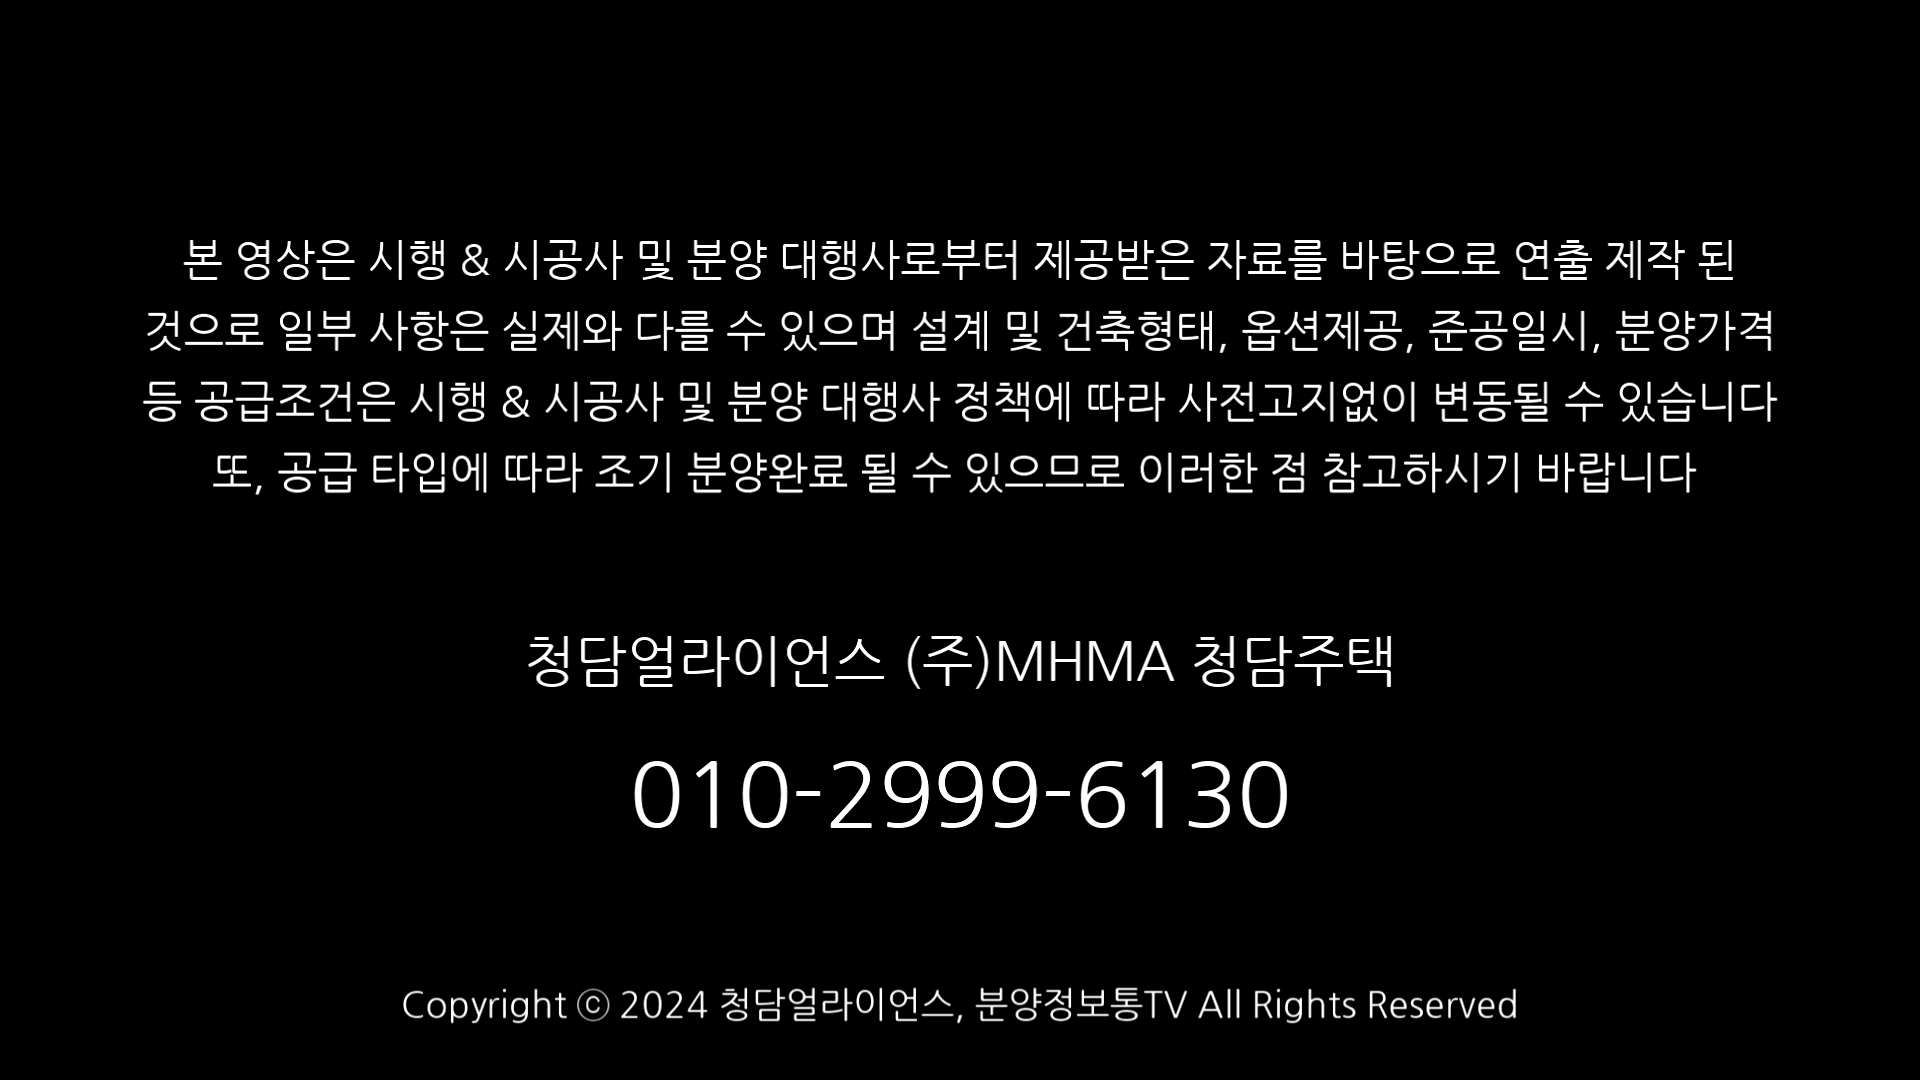 본 영상은 시행 & 시공사 및 분양 대행사로부터 제공받은 자료를 바탕으로 연출 제작 된
것으로 일부 사항은 실제와 다를 수 있으며 설계 및 건축형태, 옵션제공, 준공일시, 분양가격
등 공급조건은 시행 & 시공사 및 분양 대행사 정책에 따라 사전고지없이 변동될 수 있습니다
또, 공급 타입에 따라 조기 분양완료 될 수 있으므로 이러한 점 참고하시기 바랍니다
청담얼라이언스 (주)MHMA 청담주택
010-2999-6130
Copyright ⓒ 2024 청담얼라이언스, 분양정보통TV All Rights Reserved